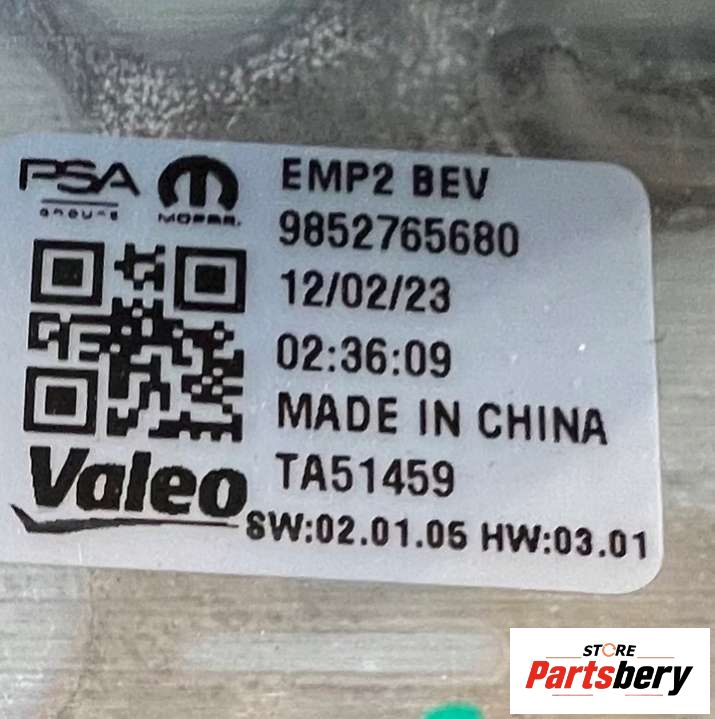 PSA
GROUPE
MOPAR.
EMP2 BEV
9852765680
12/02/23
02:36:09
MADE IN CHINA
TA51459
Valeo
SW:02.01.05 HW:03.01
STORE
Partsbery